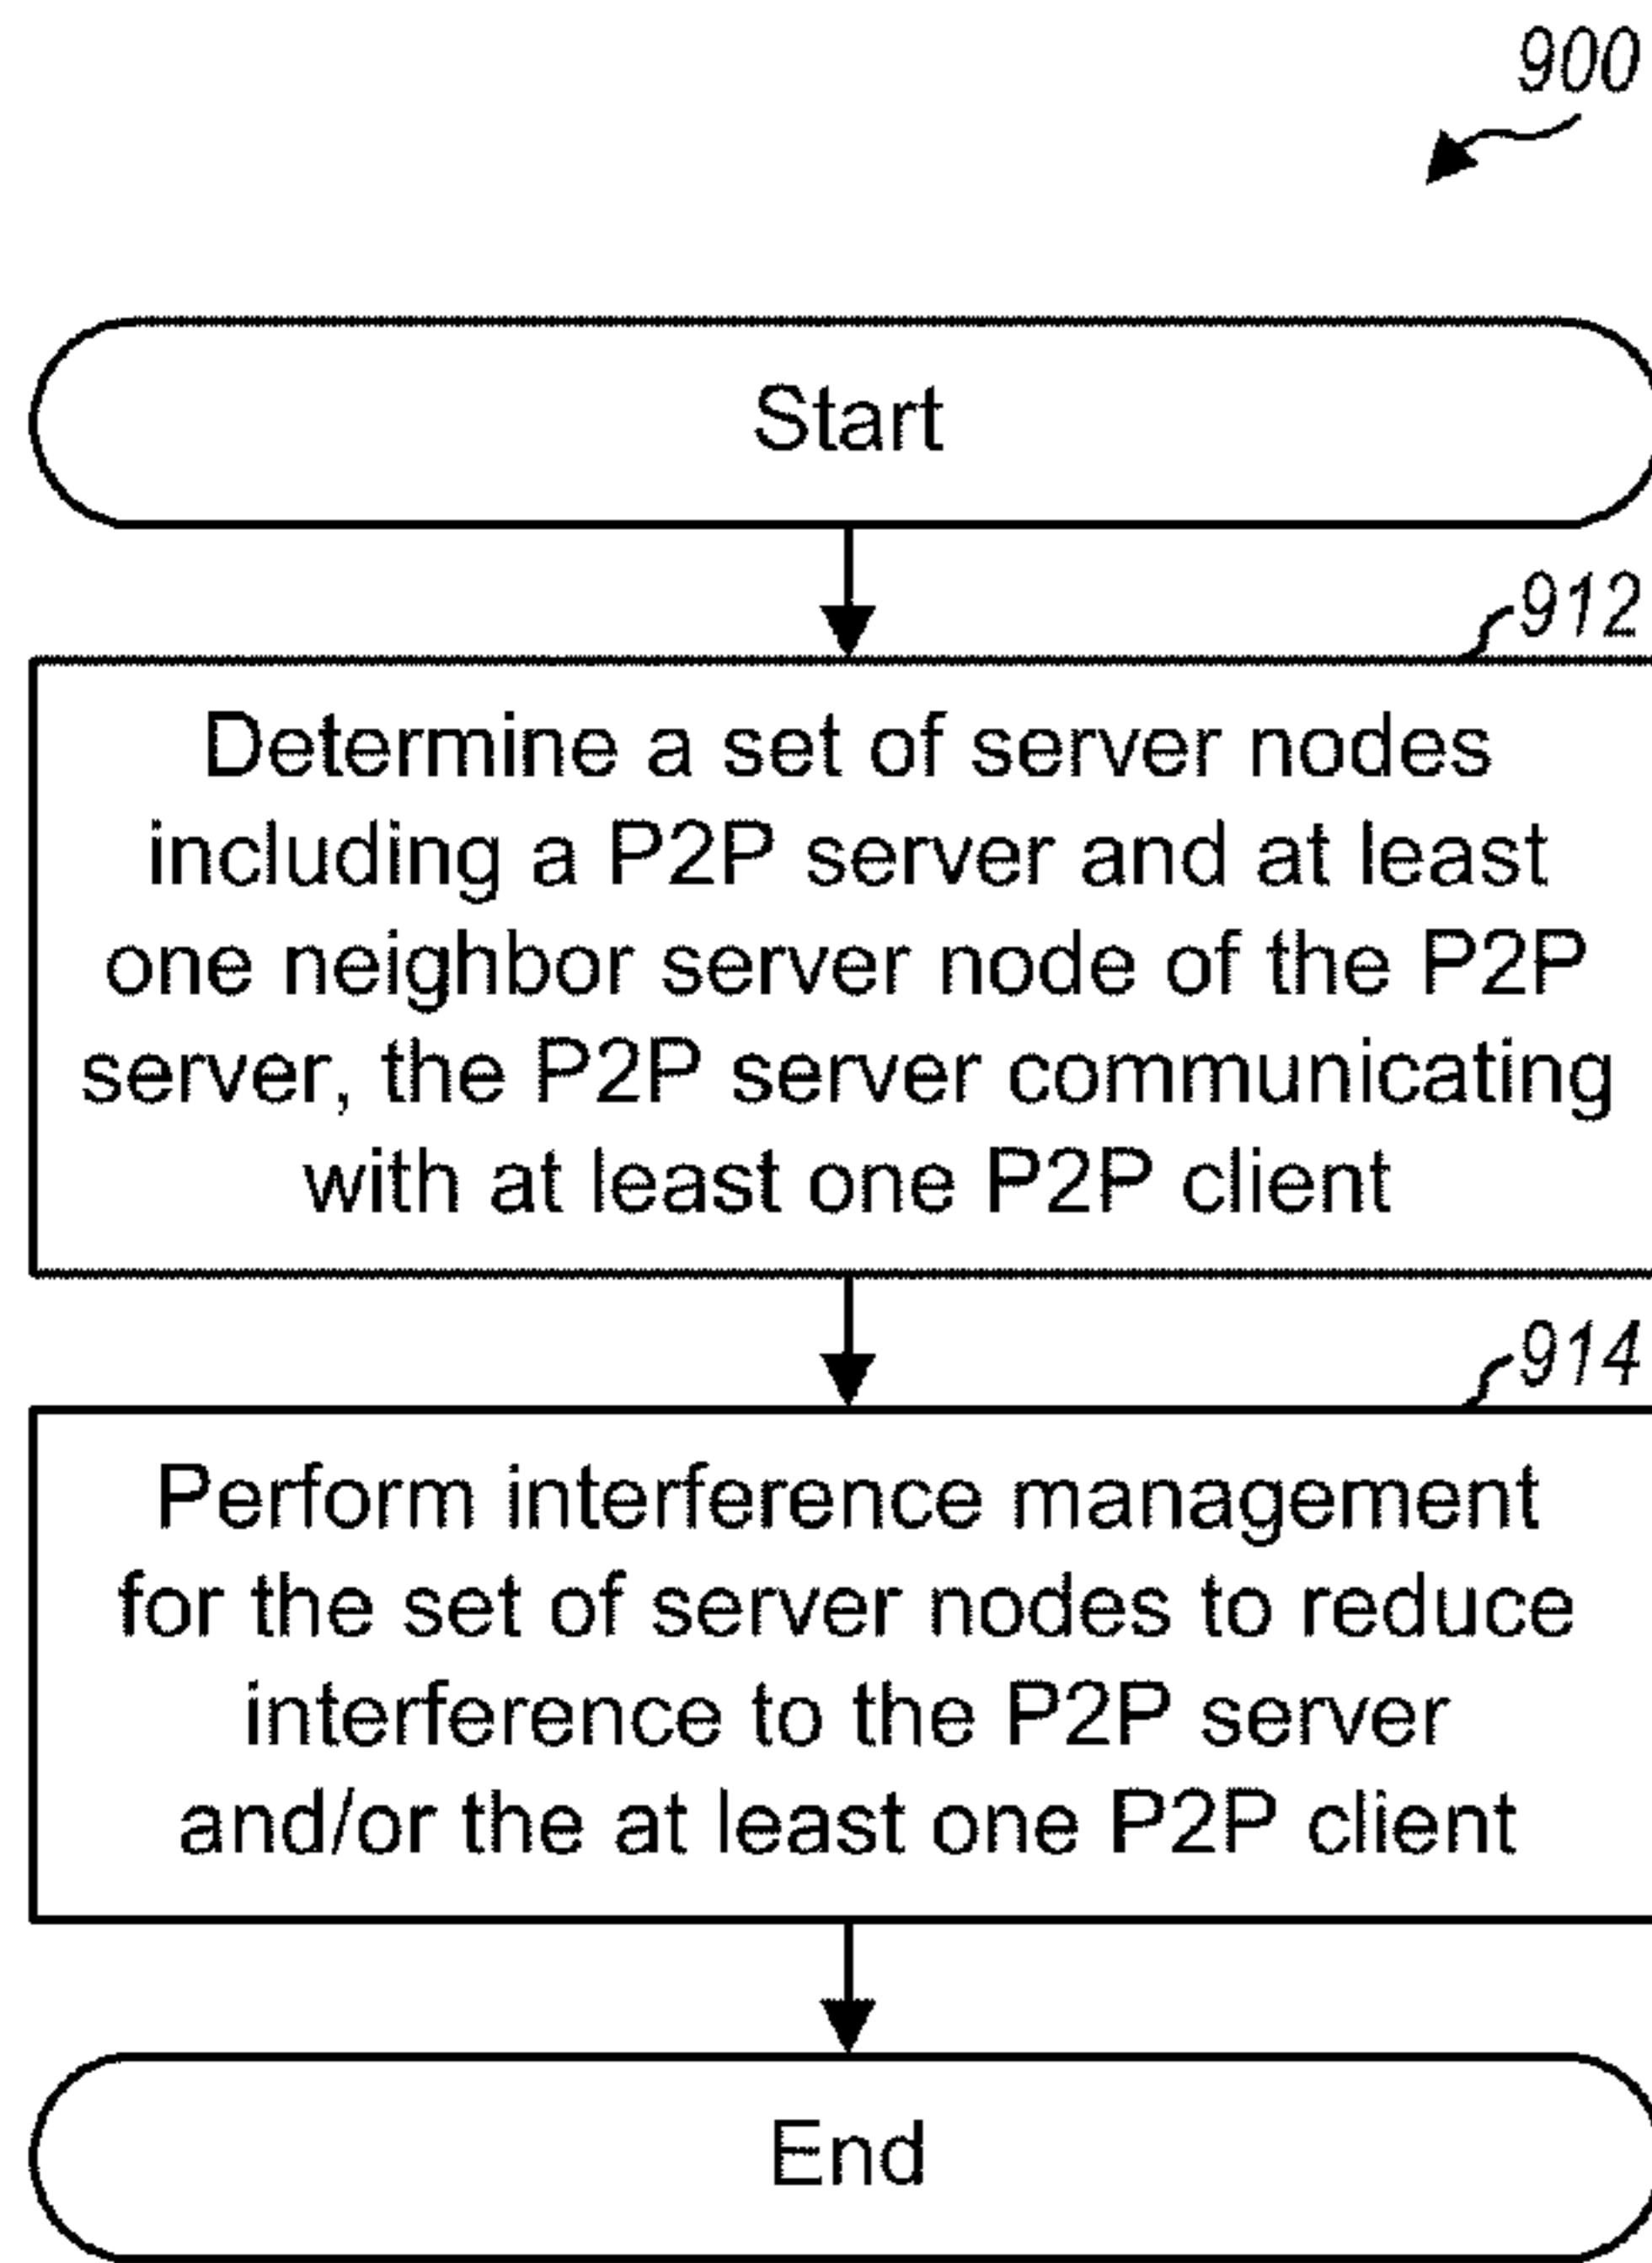 900
Start
912
Determine a set of server nodes
including a P2P server and at least
one neighbor server node of the P2P
server, the P2P server communicating
with at least one P2P client
914
Perform interference management
for the set of server nodes to reduce
interference to the P2P server
and/or the at least one P2P client
End